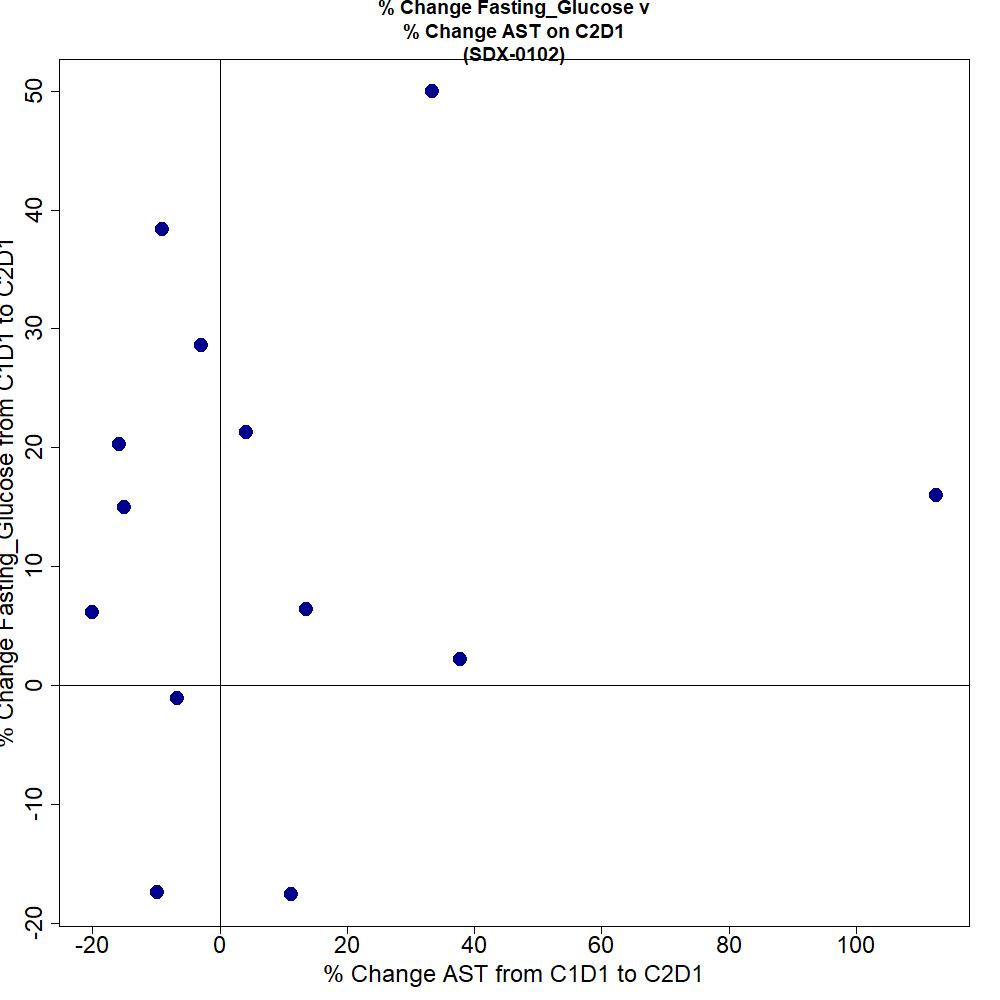 % Change Fasting_Glucose v
% Change AST on C2D1
(SDX-0102)
% Change Fasting_Glucose from C1D1 to C2D1
50
40
30
20
10
0
-10
-20
-20 0 20 40 60 80 100
% Change AST from C1D1 to C2D1